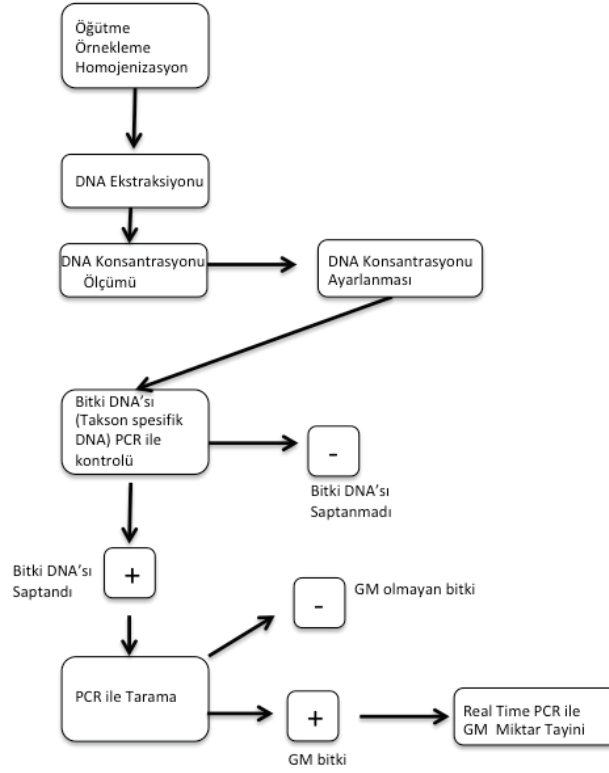 Öğütme
Örnekleme
Homojenizasyon
DNA Ekstraksiyonu
DNA Konsantrasyonu
Ölçümü
DNA Konsantrasyonu
Ayarlanması
Bitki DNA'sı
(Takson spesifik
DNA) PCR ile
kontrolü
-
Bitki DNA'sı
Saptanmadı
Bitki DNA'sı
Saptandı
+
-
GM olmayan bitki
PCR ile Tarama
+
GM bitki
Real Time PCR ile
GM Miktar Tayini